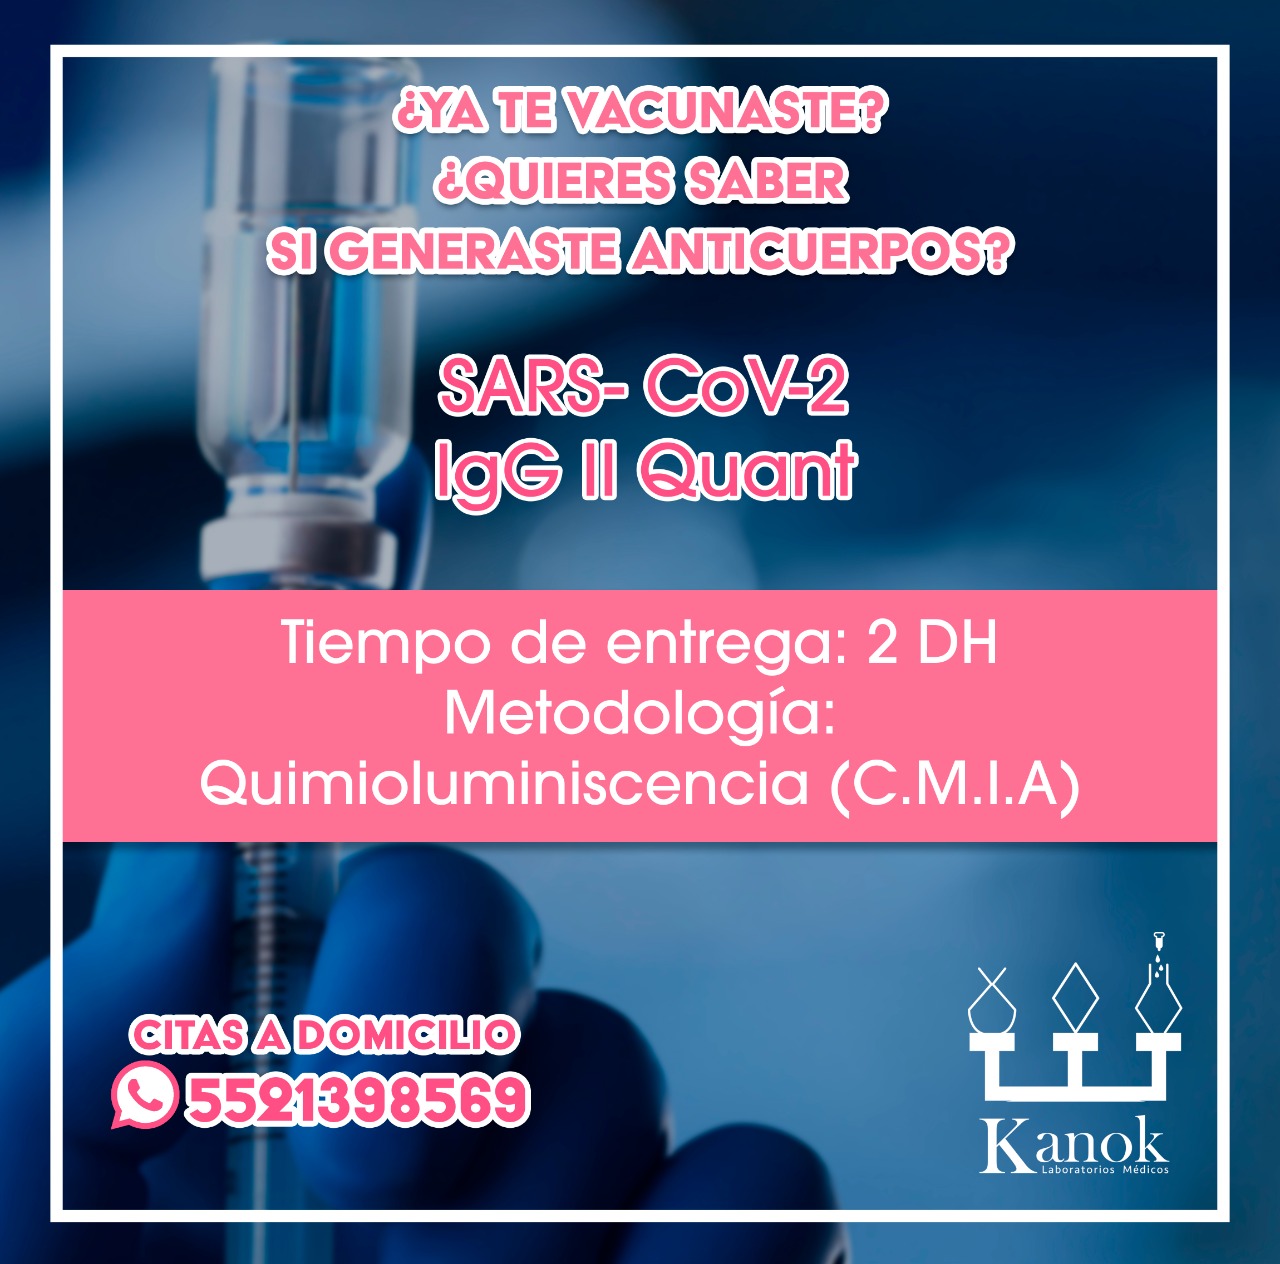 ¿YA TE VACUNASTE?
¿QUIERES SABER
SI GENERASTE ANTICUERPOS?
SARS- CoV-2
IgG II Quant
Tiempo de entrega: 2 DH
Metodología:
Quimioluminiscencia (C.M.I.A)
CITAS A DOMICILIO
5521398569
Kanok
Laboratorios Médicos